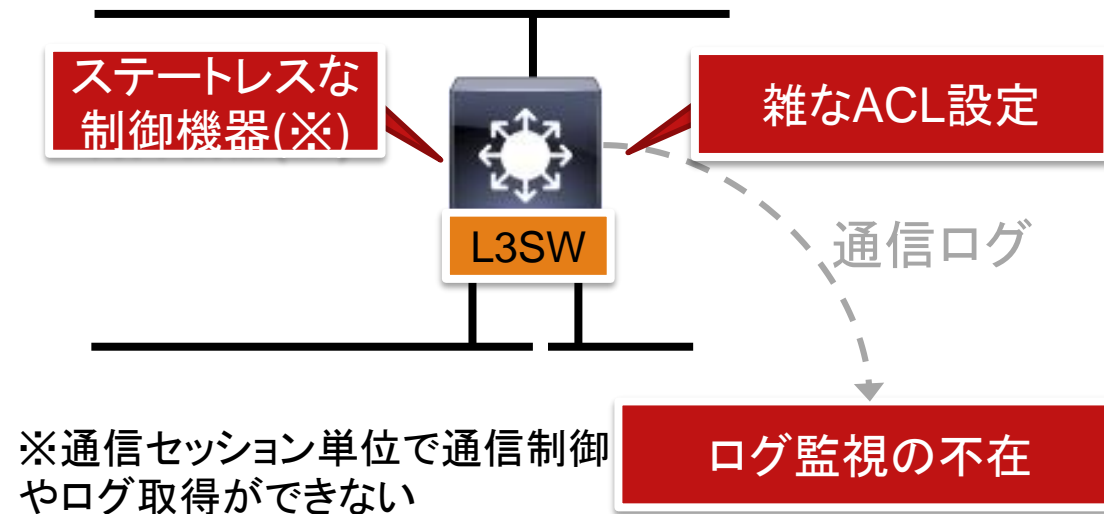 ステートレスな
制御機器(※)
雑なACL設定
L3SW
通信ログ
※通信セッション単位で通信制御
やログ取得ができない
ログ監視の不在